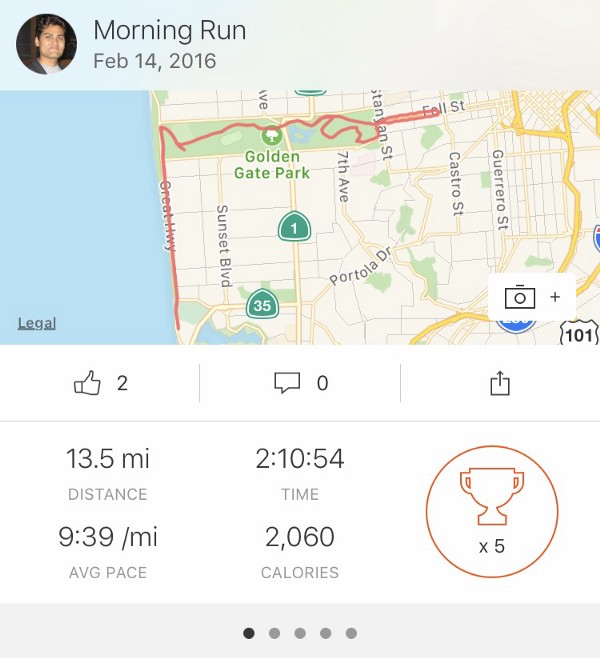 Morning Run
Feb 14, 2016
Ave
Stanyan St
Fell St
Golden
Gate Park
7th Ave
Castro St
Guerrero St
Great Hwy
Sunset Blvd
1
Portola Dr
35
+
280
101
Legal
2
0
13.5 mi
2:10:54
DISTANCE
TIME
9:39 /mi
2,060
x 5
AVG PACE
CALORIES